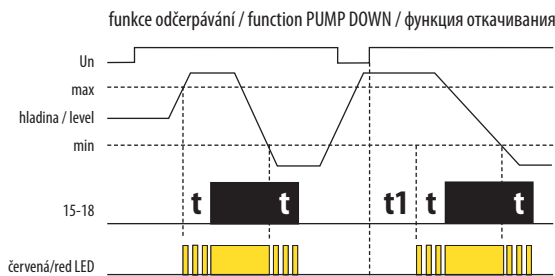 funkce odčerpávání / function PUMP DOWN / функция откачивания
Un
max
hladina / level
min
15-18
t t t1 t t
červená/red LED